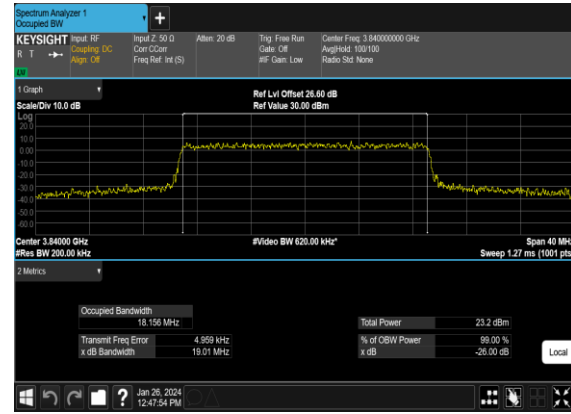 Spectrum Analyzer 1
Occupied BW
+
KEYSIGHT
R T
LXI
Input: RF
Coupling: DC
Align: Off
Input Z: 50 Ω
Corr CCorr
Freq Ref: Int (S)
Atten: 20 dB
Trig: Free Run
Gate: Off
#IF Gain: Low
Center Freq: 3.840000000 GHz
Avg|Hold: 100/100
Radio Std: None
1 Graph
Scale/Div 10.0 dB
Ref Lvl Offset 26.60 dB
Ref Value 30.00 dBm
Log
20.0
10.0
0.00
-10.0
-20.0
-30.0
-40.0
-50.0
-60.0
Center 3.84000 GHz
#Res BW 200.00 kHz
#Video BW 620.00 kHz*
Span 40 MHz
Sweep 1.27 ms (1001 pts)
2 Metrics
Occupied Bandwidth
18.156 MHz
Total Power 23.2 dBm
Transmit Freq Error 4.959 kHz
% of OBW Power 99.00 %
x dB Bandwidth 19.01 MHz
x dB -26.00 dB
Local
?
Jan 26, 2024
12:47:54 PM